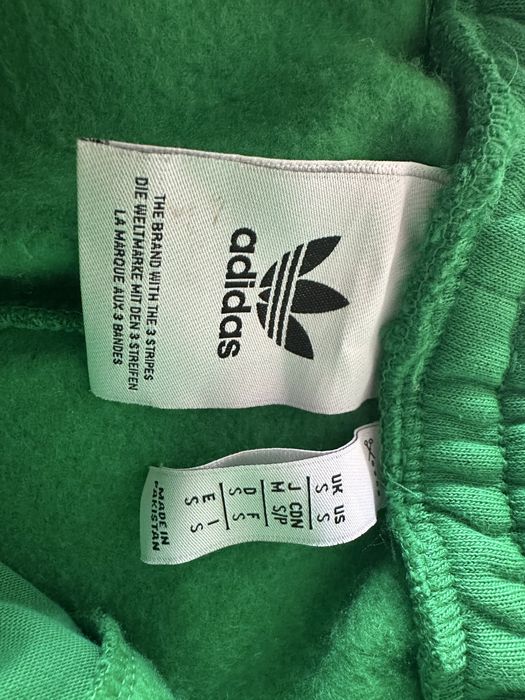 adidas
THE BRAND WITH THE 3 STRIPES
DIE WELTMARKE MIT DEN 3 STREIFEN
LA MARQUE AUX 3 BANDES
UK US
S S
J CDN
M S/P
D F
S S
E I
S S
MADE IN
PAKISTAN